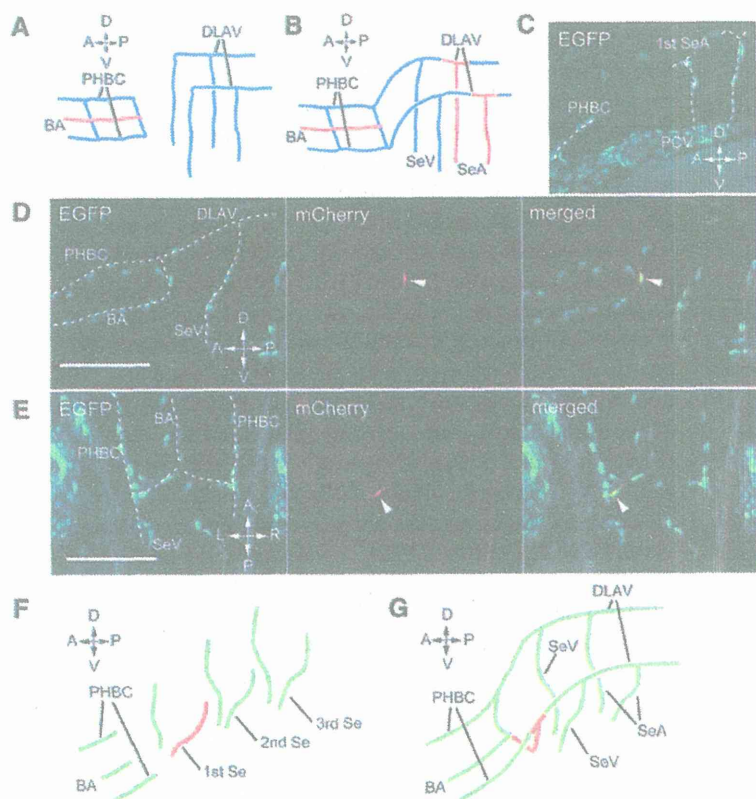 A
D
A P
V
PHBC
BA
DLAV
B
D
A P
V
PHBC
BA
DLAV
SeV
SeA
C
EGFP
1st SeA
PHBC
PCV
D
A P
V
D
EGFP
DLAV
PHBC
BA
SeV
D
A P
V
mCherry
merged
E
EGFP
BA
PHBC
PHBC
SeV
A
L R
P
mCherry
merged
F
D
A P
V
PHBC
BA
1st Se
2nd Se
3rd Se
G
D
A P
V
DLAV
SeV
PHBC
SeA
SeV
BA